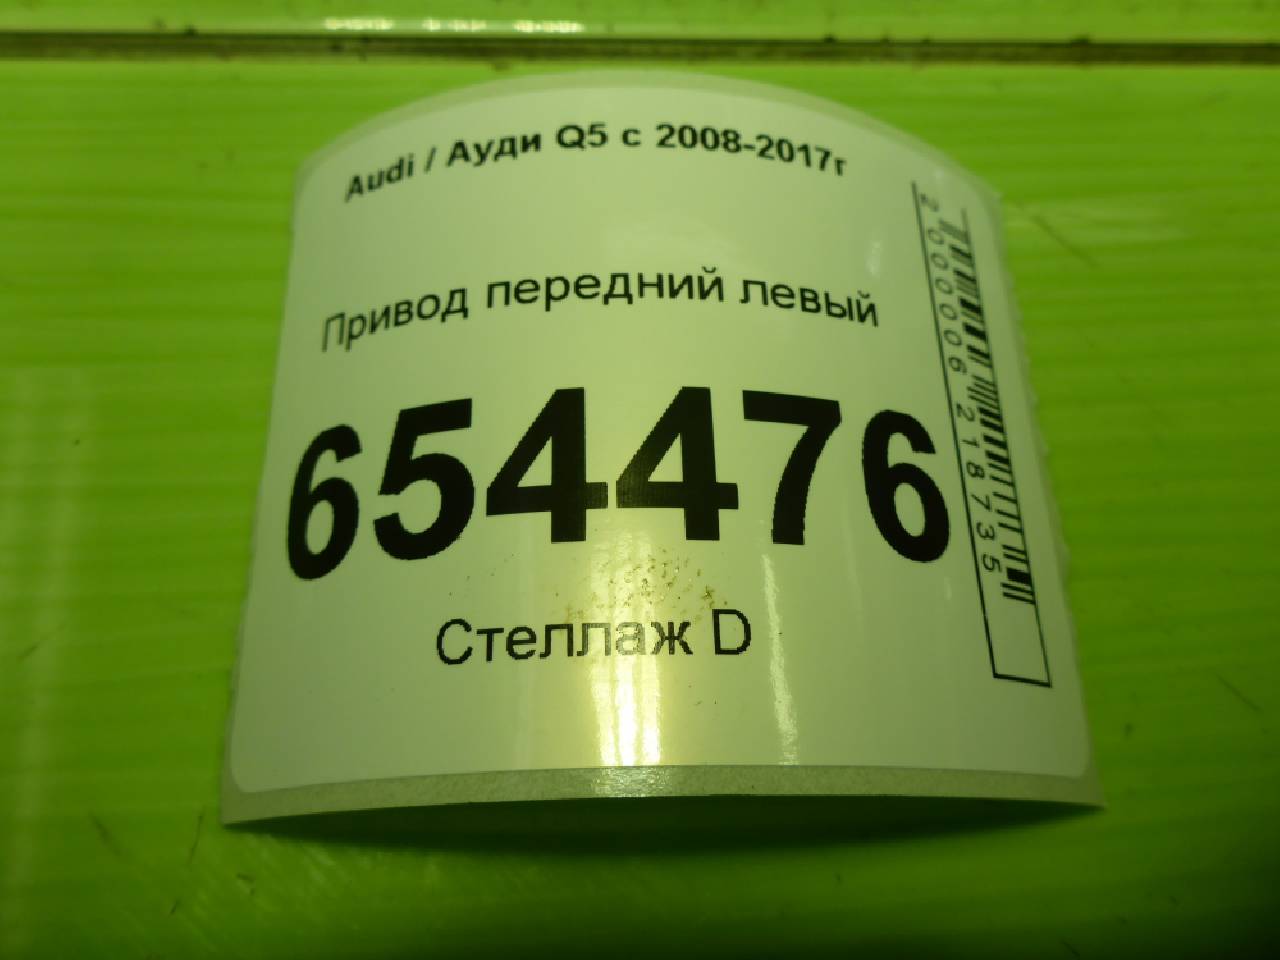 Audi / Ауди Q5 с 2008-2017г
Привод передний левый
654476
Стеллаж D
2000006218735